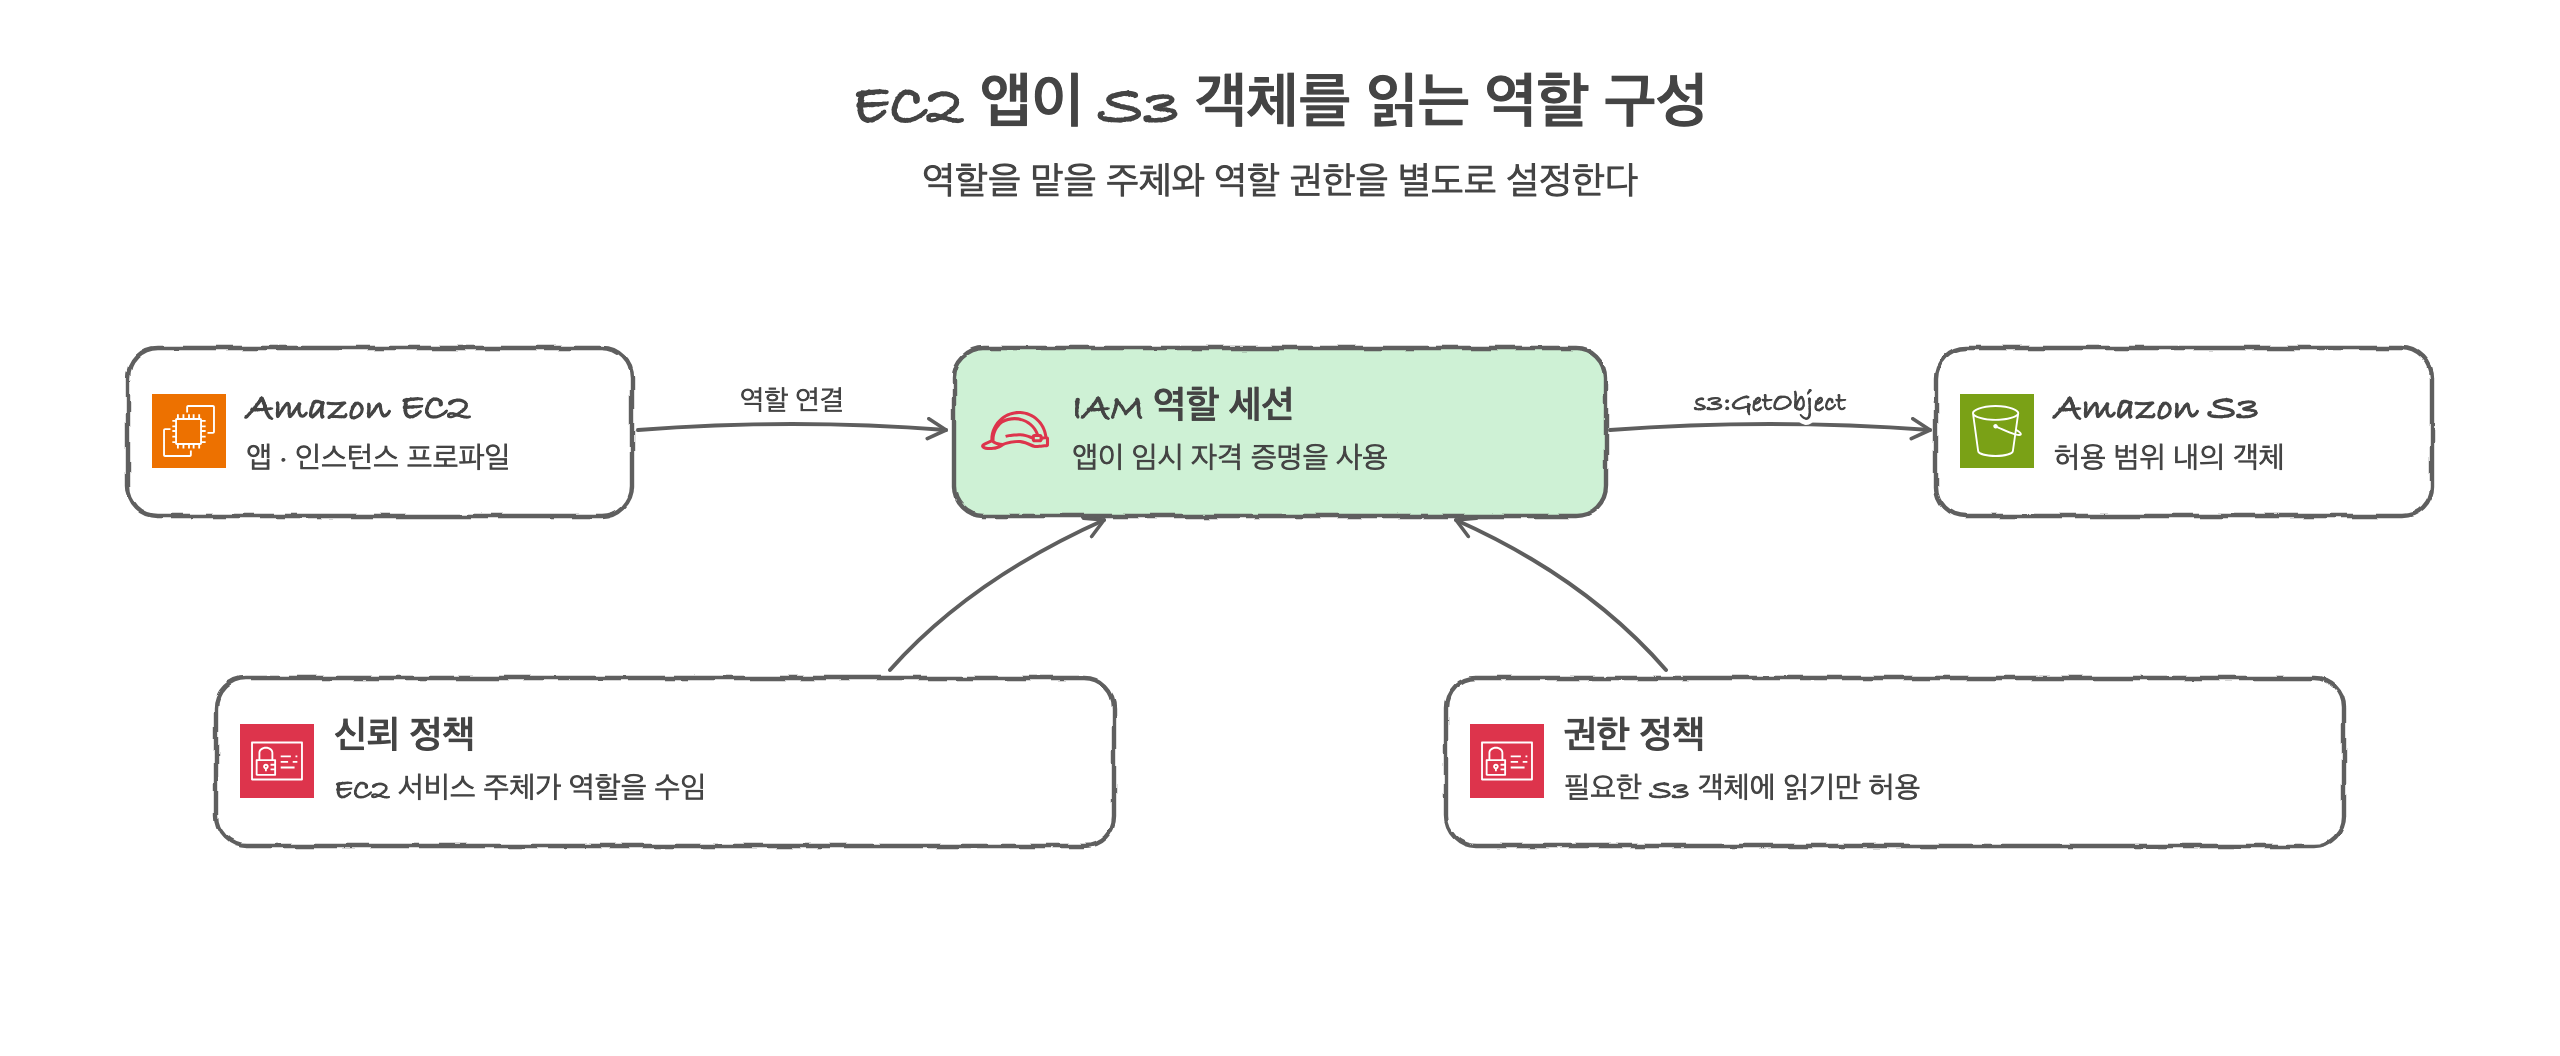 EC2 앱이 S3 객체를 읽는 역할 구성
역할을 맡을 주체와 역할 권한을 별도로 설정한다
Amazon EC2
앱 · 인스턴스 프로파일
역할 연결
IAM 역할 세션
앱이 임시 자격 증명을 사용
s3:GetObject
Amazon S3
허용 범위 내의 객체
신뢰 정책
EC2 서비스 주체가 역할을 수임
권한 정책
필요한 S3 객체에 읽기만 허용